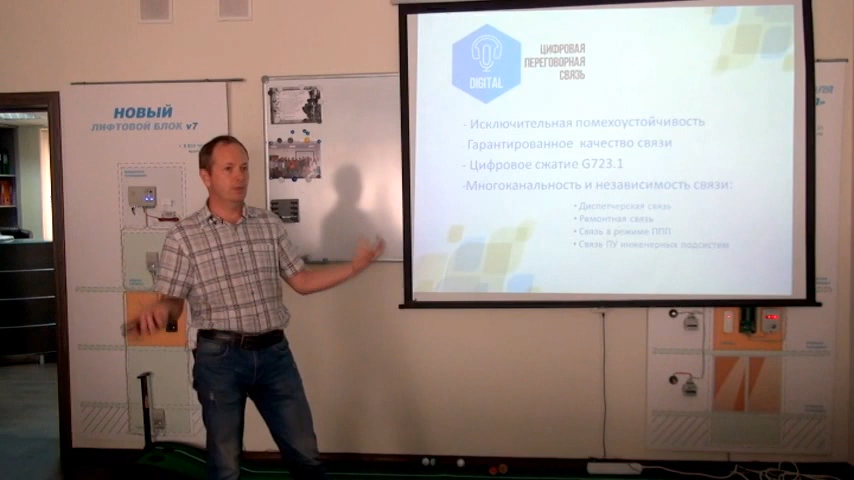 НОВЫЙ
ЛИФТОВОЙ БЛОК v7
DIGITAL
ЦИФРОВАЯ
ПЕРЕГОВОРНАЯ
СВЯЗЬ
- Исключительная помехоустойчивость
- Гарантированное качество связи
- Цифровое сжатие G723.1
-Многоканальность и независимость связи:
• Диспетчерская связь
• Ремонтная связь
• Связь в режиме ППП
• Связь ПУ инженерных подсистем